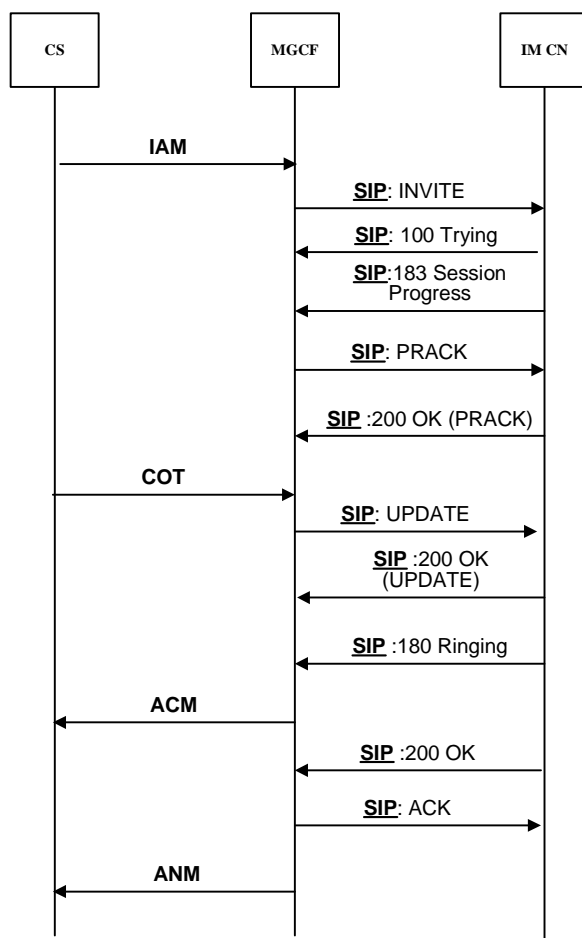 CS
MGCF
IM CN
IAM
SIP: INVITE
SIP: 100 Trying
SIP:183 Session
Progress
SIP: PRACK
SIP :200 OK (PRACK)
COT
SIP: UPDATE
SIP :200 OK
(UPDATE)
SIP :180 Ringing
ACM
SIP :200 OK
SIP: ACK
ANM